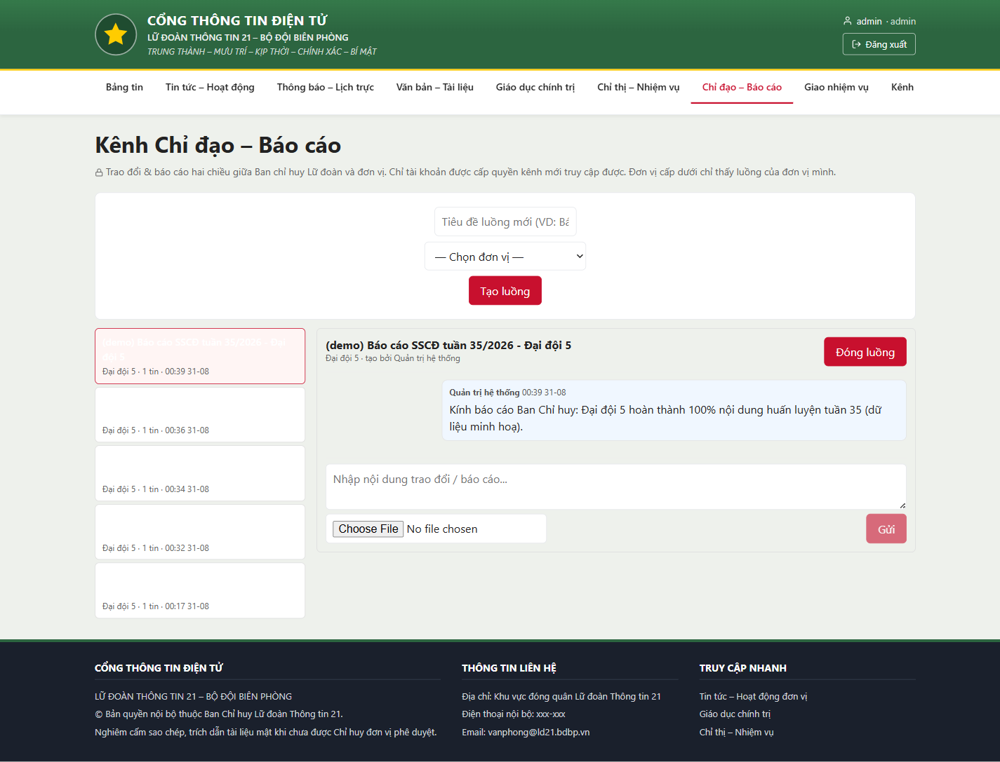 CỔNG THÔNG TIN ĐIỆN TỬ
LỮ ĐOÀN THÔNG TIN 21 – BỘ ĐỘI BIÊN PHÒNG
TRUNG THÀNH – MƯU TRÍ – KỊP THỜI – CHÍNH XÁC – BÍ MẬT
admin · admin
Đăng xuất
Bảng tin Tin tức – Hoạt động Thông báo – Lịch trực Văn bản – Tài liệu Giáo dục chính trị Chỉ thị – Nhiệm vụ Chỉ đạo – Báo cáo Giao nhiệm vụ Kênh
Kênh Chỉ đạo – Báo cáo
Trao đổi & báo cáo hai chiều giữa Ban chỉ huy Lữ đoàn và đơn vị. Chỉ tài khoản được cấp quyền kênh mới truy cập được. Đơn vị cấp dưới chỉ thấy luồng của đơn vị mình.
Tiêu đề luồng mới (VD: Bá
— Chọn đơn vị —
Tạo luồng
(demo) Báo cáo SSCĐ tuần 35/2026 - Đại
đội 5
Đại đội 5 · 1 tin · 00:39 31-08
Đại đội 5 · 1 tin · 00:36 31-08
Đại đội 5 · 1 tin · 00:34 31-08
Đại đội 5 · 1 tin · 00:32 31-08
Đại đội 5 · 1 tin · 00:17 31-08
(demo) Báo cáo SSCĐ tuần 35/2026 - Đại đội 5
Đại đội 5 · tạo bởi Quản trị hệ thống
Đóng luồng
Quản trị hệ thống 00:39 31-08
Kính báo cáo Ban Chỉ huy: Đại đội 5 hoàn thành 100% nội dung huấn luyện tuần 35 (dữ
liệu minh hoạ).
Nhập nội dung trao đổi / báo cáo...
Choose File No file chosen
Gửi
CỔNG THÔNG TIN ĐIỆN TỬ
LỮ ĐOÀN THÔNG TIN 21 – BỘ ĐỘI BIÊN PHÒNG
© Bản quyền nội bộ thuộc Ban Chỉ huy Lữ đoàn Thông tin 21.
Nghiêm cấm sao chép, trích dẫn tài liệu mật khi chưa được Chỉ huy đơn vị phê duyệt.
THÔNG TIN LIÊN HỆ
Địa chỉ: Khu vực đóng quân Lữ đoàn Thông tin 21
Điện thoại nội bộ: xxx-xxx
Email: vanphong@ld21.bdbp.vn
TRUY CẬP NHANH
Tin tức – Hoạt động đơn vị
Giáo dục chính trị
Chỉ thị – Nhiệm vụ